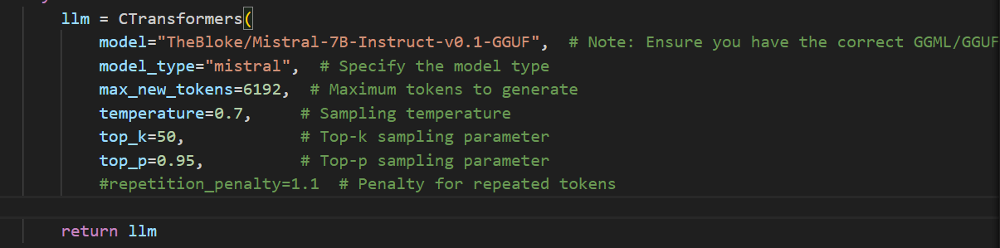 llm = CTransformers(
model="TheBloke/Mistral-7B-Instruct-v0.1-GGUF",  # Note: Ensure you have the correct GGML/GGUF
model_type="mistral",  # Specify the model type
max_new_tokens=6192,  # Maximum tokens to generate
temperature=0.7,     # Sampling temperature
top_k=50,            # Top-k sampling parameter
top_p=0.95,          # Top-p sampling parameter
#repetition_penalty=1.1  # Penalty for repeated tokens
return llm